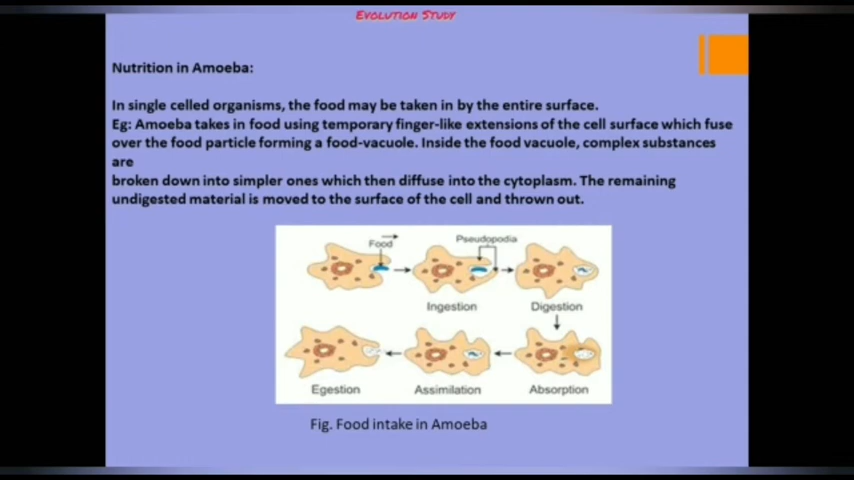 Evolution Study
Nutrition in Amoeba:
In single celled organisms, the food may be taken in by the entire surface.
Eg: Amoeba takes in food using temporary finger-like extensions of the cell surface which fuse
over the food particle forming a food-vacuole. Inside the food vacuole, complex substances
are
broken down into simpler ones which then diffuse into the cytoplasm. The remaining
undigested material is moved to the surface of the cell and thrown out.
Food
Pseudopodia
Ingestion
Digestion
Egestion
Assimilation
Absorption
Fig. Food intake in Amoeba